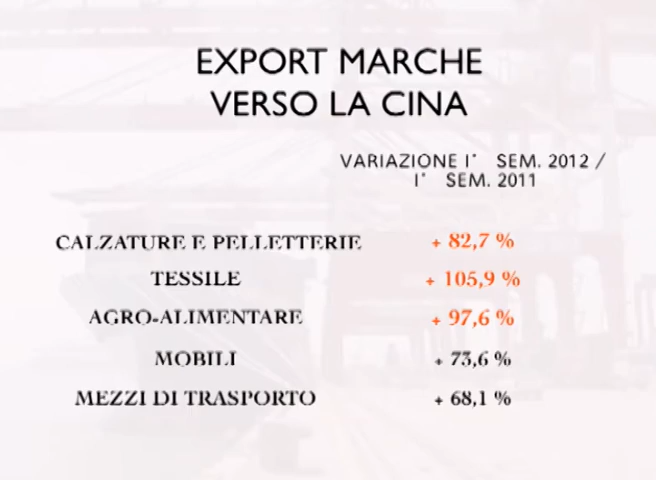 EXPORT MARCHE
VERSO LA CINA
VARIAZIONE I° SEM. 2012 /
I° SEM. 2011
CALZATURE E PELLETTERIE + 82,7 %
TESSILE + 105,9 %
AGRO-ALIMENTARE + 97,6 %
MOBILI + 73,6 %
MEZZI DI TRASPORTO + 68,1 %